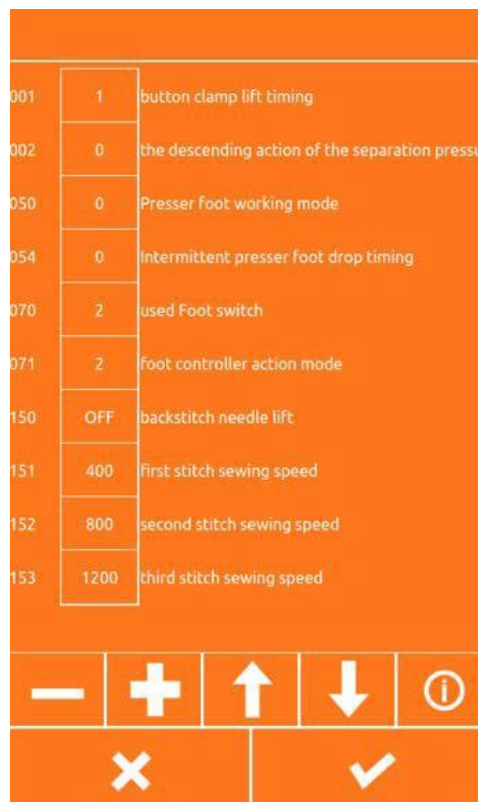 001 1 button clamp lift timing
002 0 the descending action of the separation pressu
050 0 Presser foot working mode
054 0 Intermittent presser foot drop timing
070 2 used Foot switch
071 2 foot controller action mode
150 OFF backstitch needle lift
151 400 first stitch sewing speed
152 800 second stitch sewing speed
153 1200 third stitch sewing speed